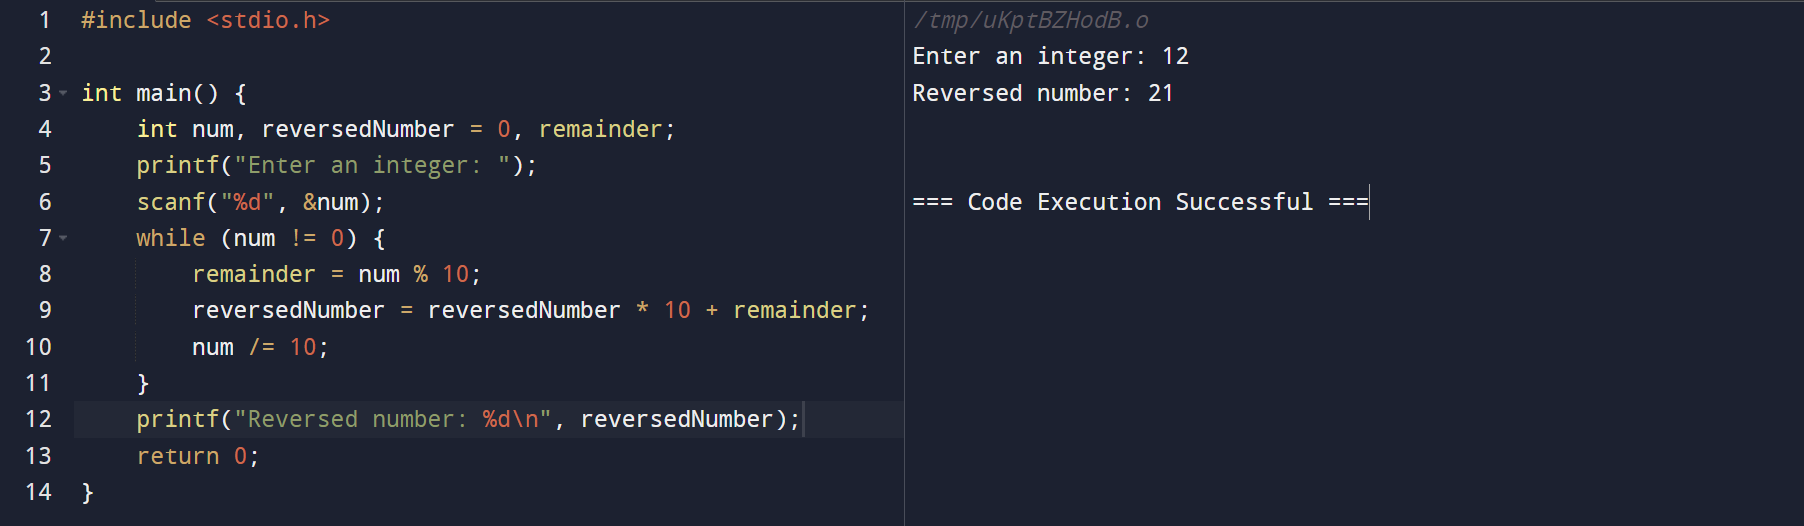 1 #include <stdio.h>
2
3 int main() {
4     int num, reversedNumber = 0, remainder;
5     printf("Enter an integer: ");
6     scanf("%d", &num);
7     while (num != 0) {
8         remainder = num % 10;
9         reversedNumber = reversedNumber * 10 + remainder;
10         num /= 10;
11     }
12     printf("Reversed number: %d\n", reversedNumber);
13     return 0;
14 }
/tmp/uKptBZHodB.o
Enter an integer: 12
Reversed number: 21
=== Code Execution Successful ===